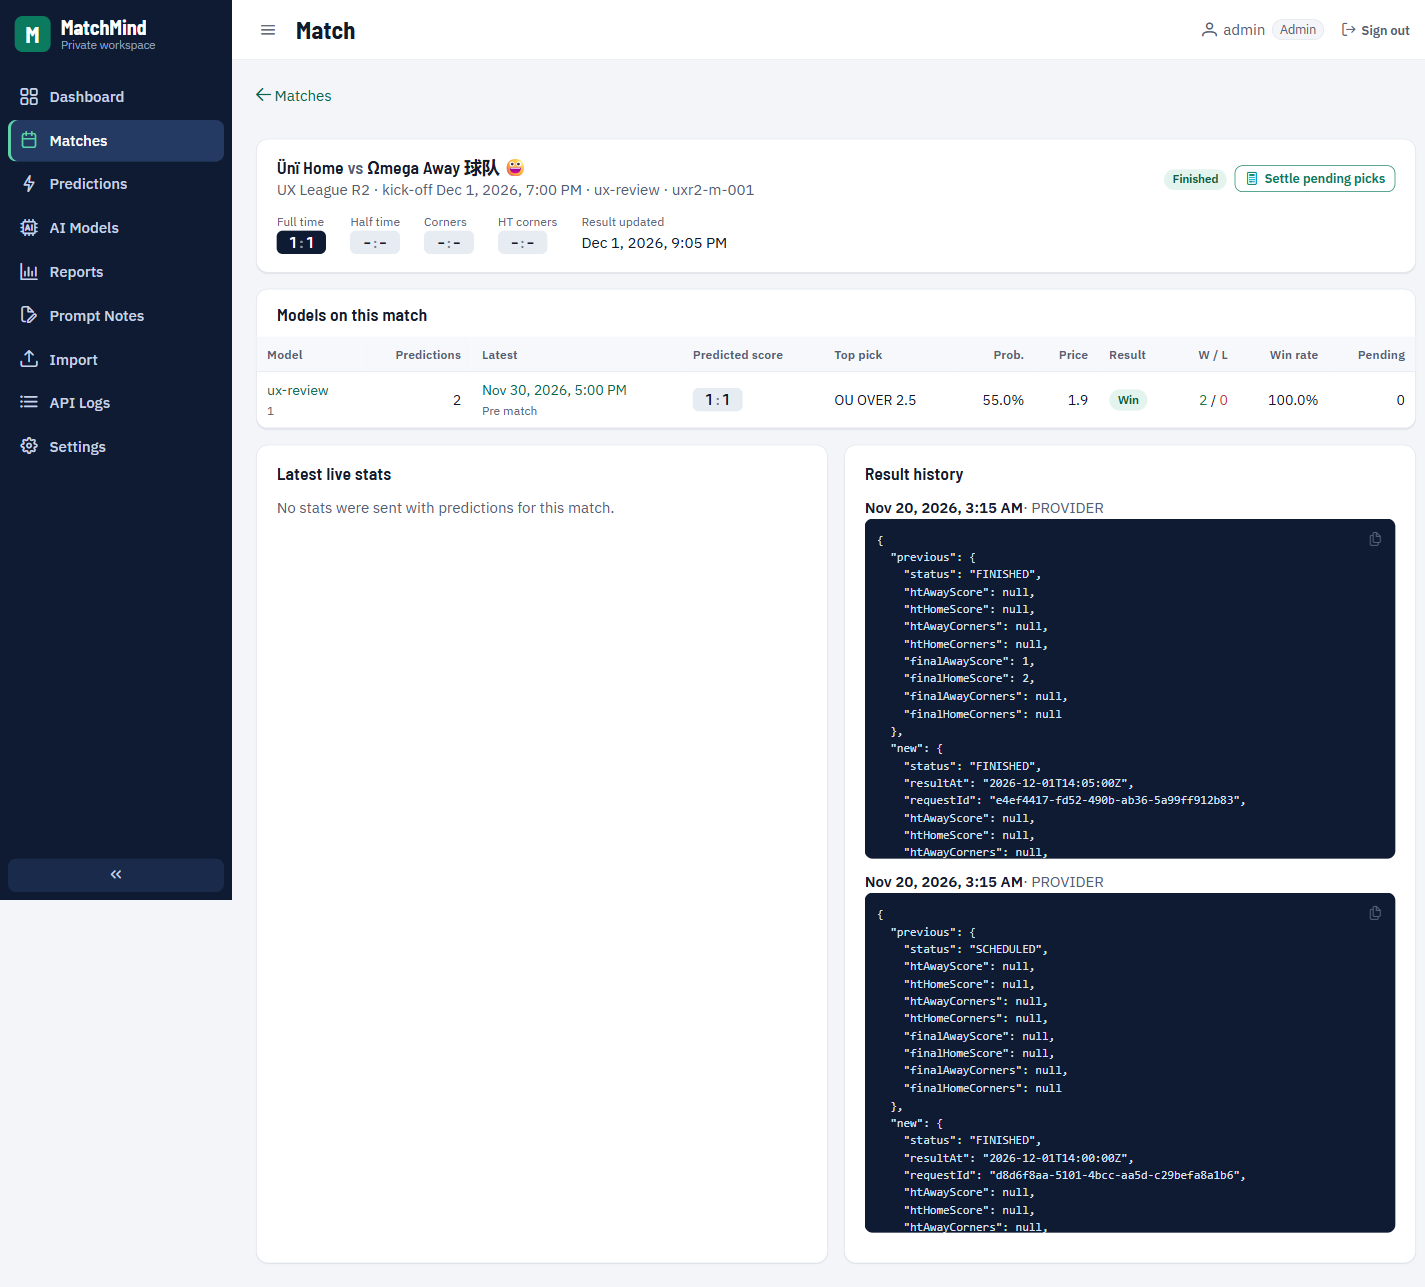 M
MatchMind
Private workspace
Dashboard
Matches
Predictions
AI Models
Reports
Prompt Notes
Import
API Logs
Settings
«
Match
admin Admin Sign out
← Matches
Ünï Home vs Ωmega Away 球队 😀
UX League R2 · kick-off Dec 1, 2026, 7:00 PM · ux-review · uxr2-m-001
Finished
Settle pending picks
Full time Half time Corners HT corners Result updated
1:1 -:- -:- -:- Dec 1, 2026, 9:05 PM
Models on this match
Model Predictions Latest Predicted score Top pick Prob. Price Result W / L Win rate Pending
ux-review 2 Nov 30, 2026, 5:00 PM 1:1 OU OVER 2.5 55.0% 1.9 Win 2 / 0 100.0% 0
1 Pre match
Latest live stats
No stats were sent with predictions for this match.
Result history
Nov 20, 2026, 3:15 AM· PROVIDER
{
"previous": {
"status": "FINISHED",
"htAwayScore": null,
"htHomeScore": null,
"htAwayCorners": null,
"htHomeCorners": null,
"finalAwayScore": 1,
"finalHomeScore": 2,
"finalAwayCorners": null,
"finalHomeCorners": null
},
"new": {
"status": "FINISHED",
"resultAt": "2026-12-01T14:05:00Z",
"requestId": "e4ef4417-fd52-490b-ab36-5a99ff912b83",
"htAwayScore": null,
"htHomeScore": null,
"htAwayCorners": null,
Nov 20, 2026, 3:15 AM· PROVIDER
{
"previous": {
"status": "SCHEDULED",
"htAwayScore": null,
"htHomeScore": null,
"htAwayCorners": null,
"htHomeCorners": null,
"finalAwayScore": null,
"finalHomeScore": null,
"finalAwayCorners": null,
"finalHomeCorners": null
},
"new": {
"status": "FINISHED",
"resultAt": "2026-12-01T14:00:00Z",
"requestId": "d8d6f8aa-5101-4bcc-aa5d-c29befa8a1b6",
"htAwayScore": null,
"htHomeScore": null,
"htAwayCorners": null,